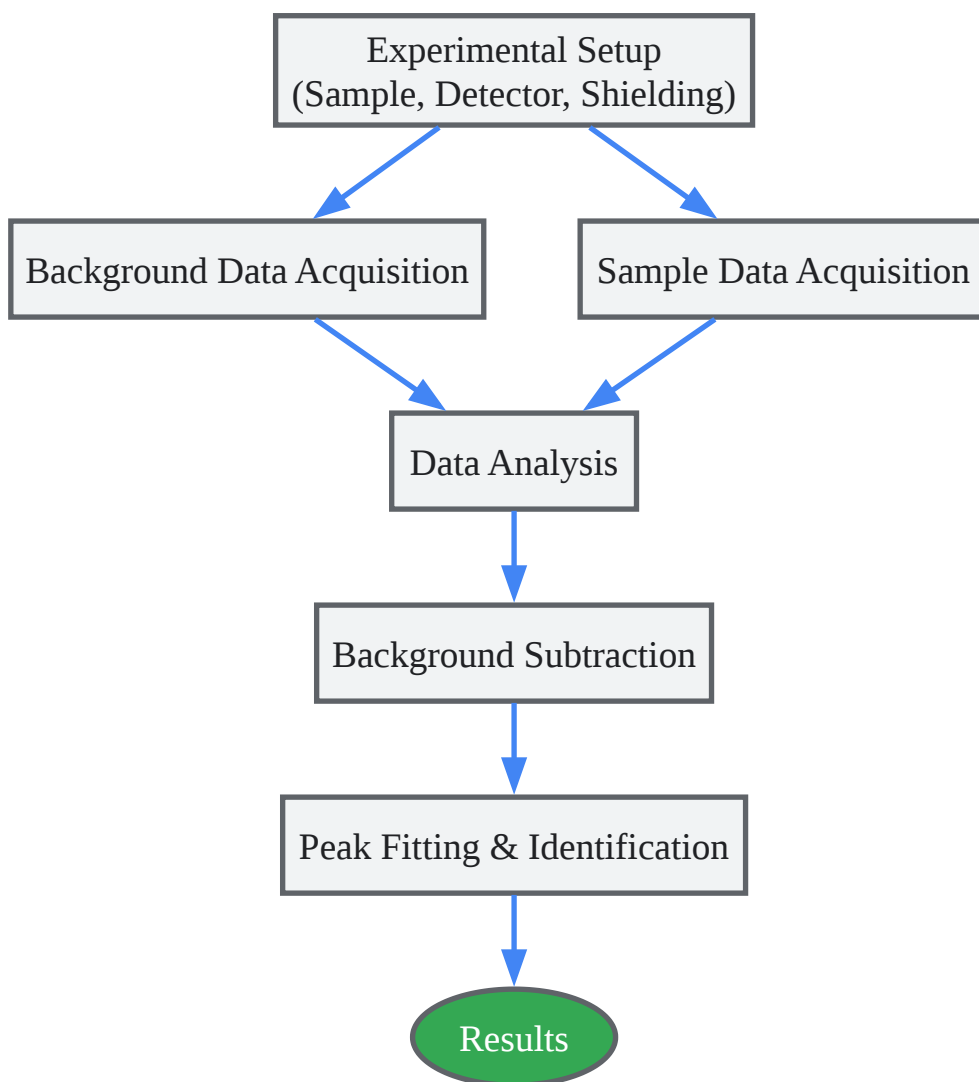 Experimental Setup
(Sample, Detector, Shielding)
Background Data Acquisition
Sample Data Acquisition
Data Analysis
Background Subtraction
Peak Fitting & Identification
Results